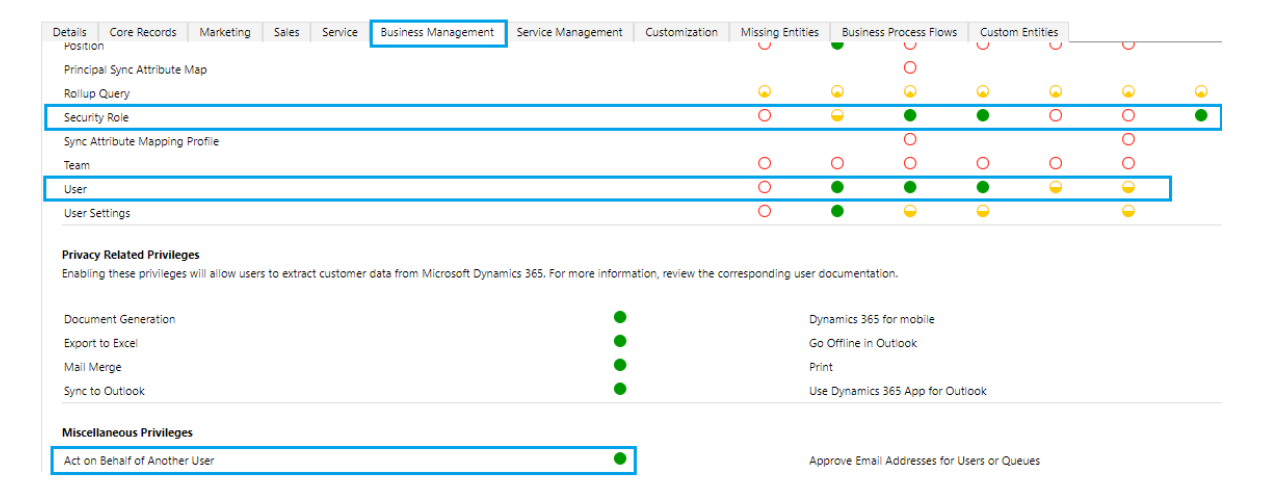 Details Core Records Marketing Sales Service Business Management Service Management Customization Missing Entities Business Process Flows Custom Entities
Position
Principal Sync Attribute Map
Rollup Query
Security Role
Sync Attribute Mapping Profile
Team
User
User Settings
Privacy Related Privileges
Enabling these privileges will allow users to extract customer data from Microsoft Dynamics 365. For more information, review the corresponding user documentation.
Document Generation Dynamics 365 for mobile
Export to Excel Go Offline in Outlook
Mail Merge Print
Sync to Outlook Use Dynamics 365 App for Outlook
Miscellaneous Privileges
Act on Behalf of Another User Approve Email Addresses for Users or Queues